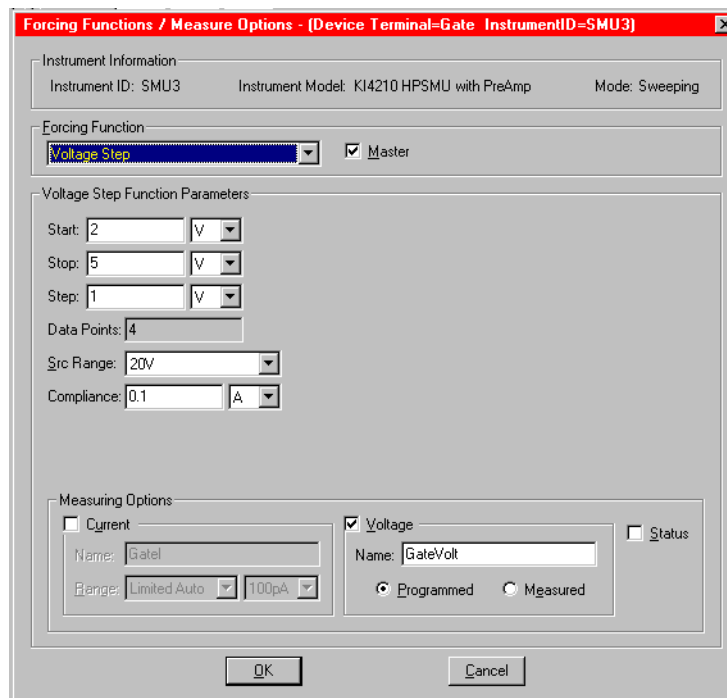 Forcing Functions / Measure Options - (Device Terminal=Gate InstrumentID=SMU3)
Instrument Information
Instrument ID: SMU3 Instrument Model: KI4210 HPSMU with PreAmp Mode: Sweeping
Forcing Function
Voltage Step Master
Voltage Step Function Parameters
Start: 2 V
Stop: 5 V
Step: 1 V
Data Points: 4
Src Range: 20V
Compliance: 0.1 A
Measuring Options
Current Voltage Status
Name: GateI Name: GateVolt
Range: Limited Auto 100pA Programmed Measured
OK Cancel